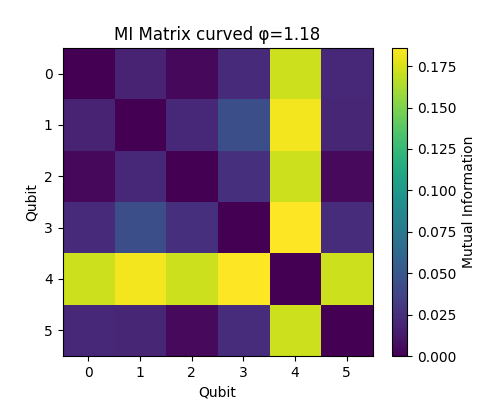 MI Matrix curved φ=1.18
Qubit
0
1
2
3
4
5
0 1 2 3 4 5
Qubit
0.175
0.150
0.125
0.100
0.075
0.050
0.025
0.000
Mutual Information